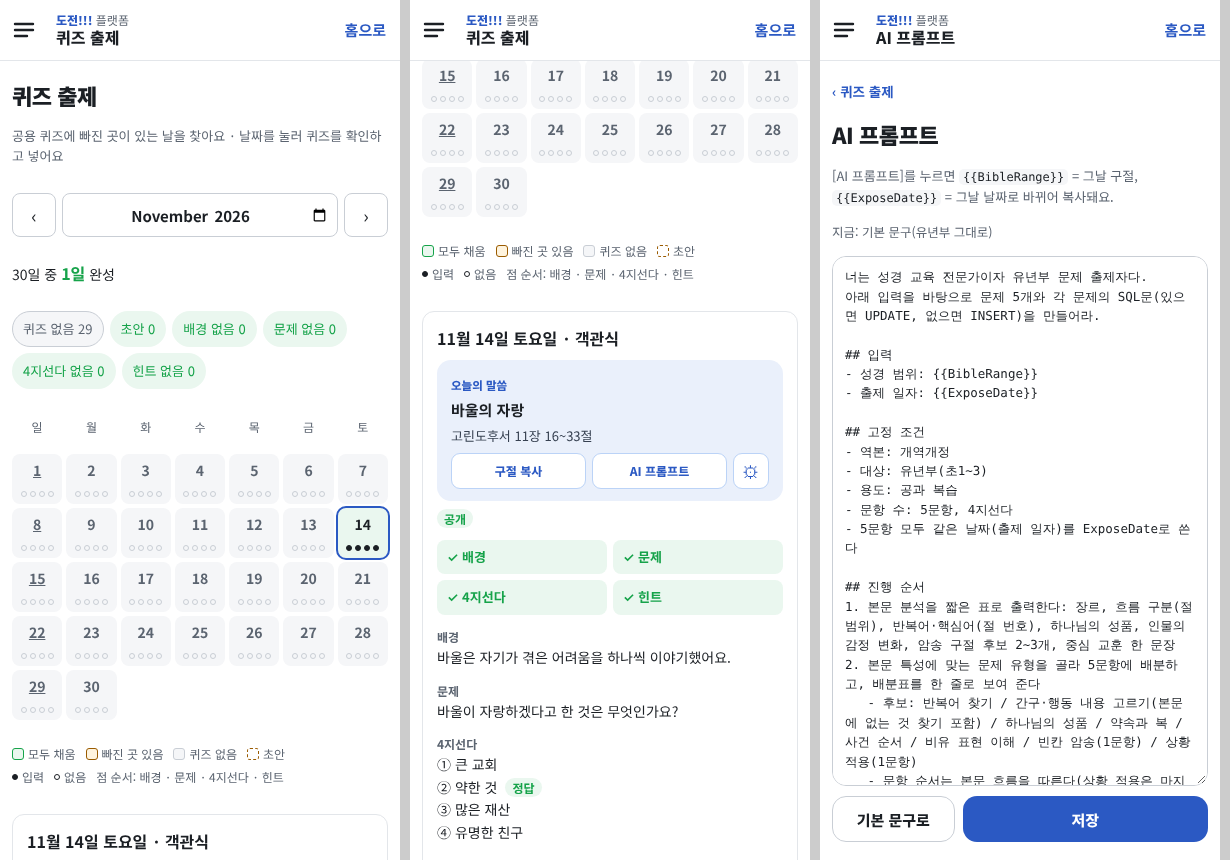 도전!!! 플랫폼
퀴즈 출제
홈으로
퀴즈 출제
공용 퀴즈에 빠진 곳이 있는 날을 찾아요 · 날짜를 눌러 퀴즈를 확인하
고 넣어요
‹
November 2026
›
30일 중 1일 완성
퀴즈 없음 29
초안 0
배경 없음 0
문제 없음 0
4지선다 없음 0
힌트 없음 0
일 월 화 수 목 금 토
1 2 3 4 5 6 7
8 9 10 11 12 13 14
15 16 17 18 19 20 21
22 23 24 25 26 27 28
29 30
모두 채움 빠진 곳 있음 퀴즈 없음 초안
입력 없음 점 순서: 배경 · 문제 · 4지선다 · 힌트
11월 14일 토요일 · 객관식
도전!!! 플랫폼
퀴즈 출제
홈으로
15 16 17 18 19 20 21
22 23 24 25 26 27 28
29 30
모두 채움 빠진 곳 있음 퀴즈 없음 초안
입력 없음 점 순서: 배경 · 문제 · 4지선다 · 힌트
11월 14일 토요일 · 객관식
오늘의 말씀
바울의 자랑
고린도후서 11장 16~33절
구절 복사
AI 프롬프트
공개
✓ 배경
✓ 문제
✓ 4지선다
✓ 힌트
배경
바울은 자기가 겪은 어려움을 하나씩 이야기했어요.
문제
바울이 자랑하겠다고 한 것은 무엇인가요?
4지선다
① 큰 교회
② 약한 것 정답
③ 많은 재산
④ 유명한 친구
도전!!! 플랫폼
AI 프롬프트
홈으로
‹ 퀴즈 출제
AI 프롬프트
[AI 프롬프트]를 누르면 {{BibleRange}} = 그날 구절,
{{ExposeDate}} = 그날 날짜로 바뀌어 복사돼요.
지금: 기본 문구(유년부 그대로)
너는 성경 교육 전문가이자 유년부 문제 출제자다.
아래 입력을 바탕으로 문제 5개와 각 문제의 SQL문(있으
면 UPDATE, 없으면 INSERT)을 만들어라.
## 입력
- 성경 범위: {{BibleRange}}
- 출제 일자: {{ExposeDate}}
## 고정 조건
- 역본: 개역개정
- 대상: 유년부(초1~3)
- 용도: 공과 복습
- 문항 수: 5문항, 4지선다
- 5문항 모두 같은 날짜(출제 일자)를 ExposeDate로 쓴
다
## 진행 순서
1. 본문 분석을 짧은 표로 출력한다: 장르, 흐름 구분(절
범위), 반복어·핵심어(절 번호), 하나님의 성품, 인물의
감정 변화, 암송 구절 후보 2~3개, 중심 교훈 한 문장
2. 본문 특성에 맞는 문제 유형을 골라 5문항에 배분하
고, 배분표를 한 줄로 보여 준다
- 후보: 반복어 찾기 / 간구·행동 내용 고르기(본문
에 없는 것 찾기 포함) / 하나님의 성품 / 약속과 복 /
사건 순서 / 비유 표현 이해 / 빈칸 암송(1문항) / 상황
적용(1문항)
- 문항 순서는 본문 흐름을 따른다(상황 적용은 마지
기본 문구로
저장